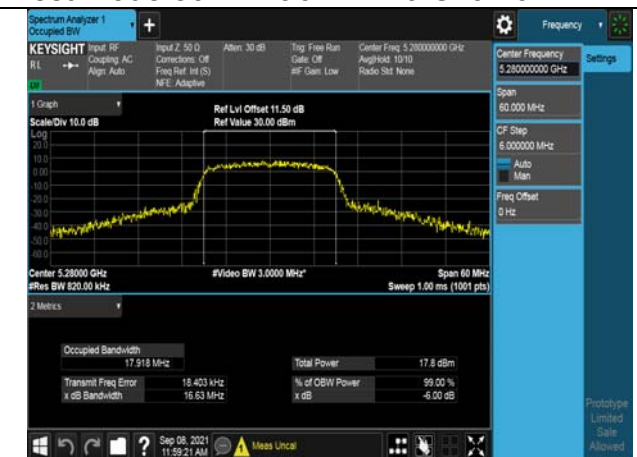 Spectrum Analyzer 1
Occupied BW
Frequency
KEYSIGHT
RL
Input: RF
Coupling: AC
Align: Auto
Input Z: 50 Ω
Corrections: Off
Freq Ref: Int (S)
NFE: Adaptive
Atten: 30 dB
Trig: Free Run
Gate: Off
#IF Gain: Low
Center Freq: 5.280000000 GHz
Avg|Hold: 10/10
Radio Std: None
Center Frequency
5.280000000 GHz
Settings
Span
60.000 MHz
CF Step
6.000000 MHz
Auto
Man
Freq Offset
0 Hz
1 Graph
Scale/Div 10.0 dB
Ref Lvl Offset 11.50 dB
Ref Value 30.00 dBm
Log
20.0
10.0
0.00
-10.0
-20.0
-30.0
-40.0
-50.0
-60.0
Center 5.28000 GHz
#Res BW 820.00 kHz
#Video BW 3.0000 MHz*
Span 60 MHz
Sweep 1.00 ms (1001 pts)
2 Metrics
Occupied Bandwidth
17.918 MHz
Total Power 17.8 dBm
Transmit Freq Error 18.403 kHz
% of OBW Power 99.00 %
x dB Bandwidth 16.63 MHz
x dB -6.00 dB
Prototype
Limited
Sale
Allowed
Sep 08, 2021
11:59:21 AM
Meas Uncal